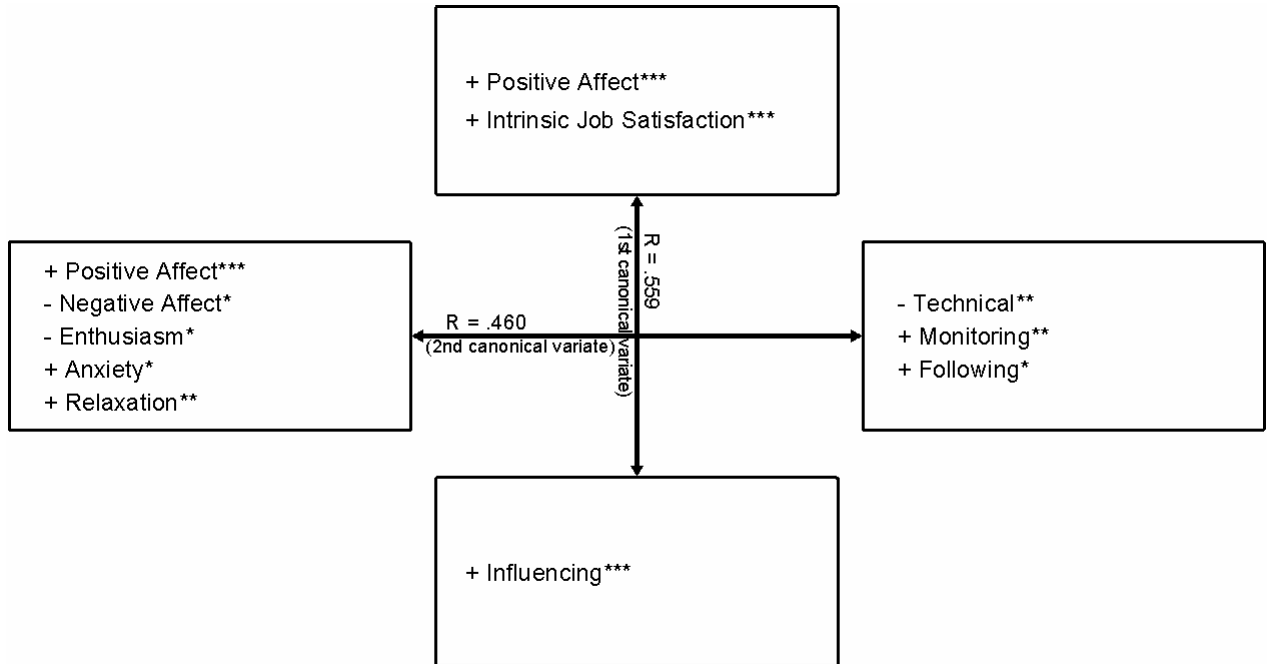 + Positive Affect***
+ Intrinsic Job Satisfaction***
R = .559
(1st canonical variate)
+ Positive Affect***
- Negative Affect*
- Enthusiasm*
+ Anxiety*
+ Relaxation**
R = .460
(2nd canonical variate)
- Technical**
+ Monitoring**
+ Following*
+ Influencing***